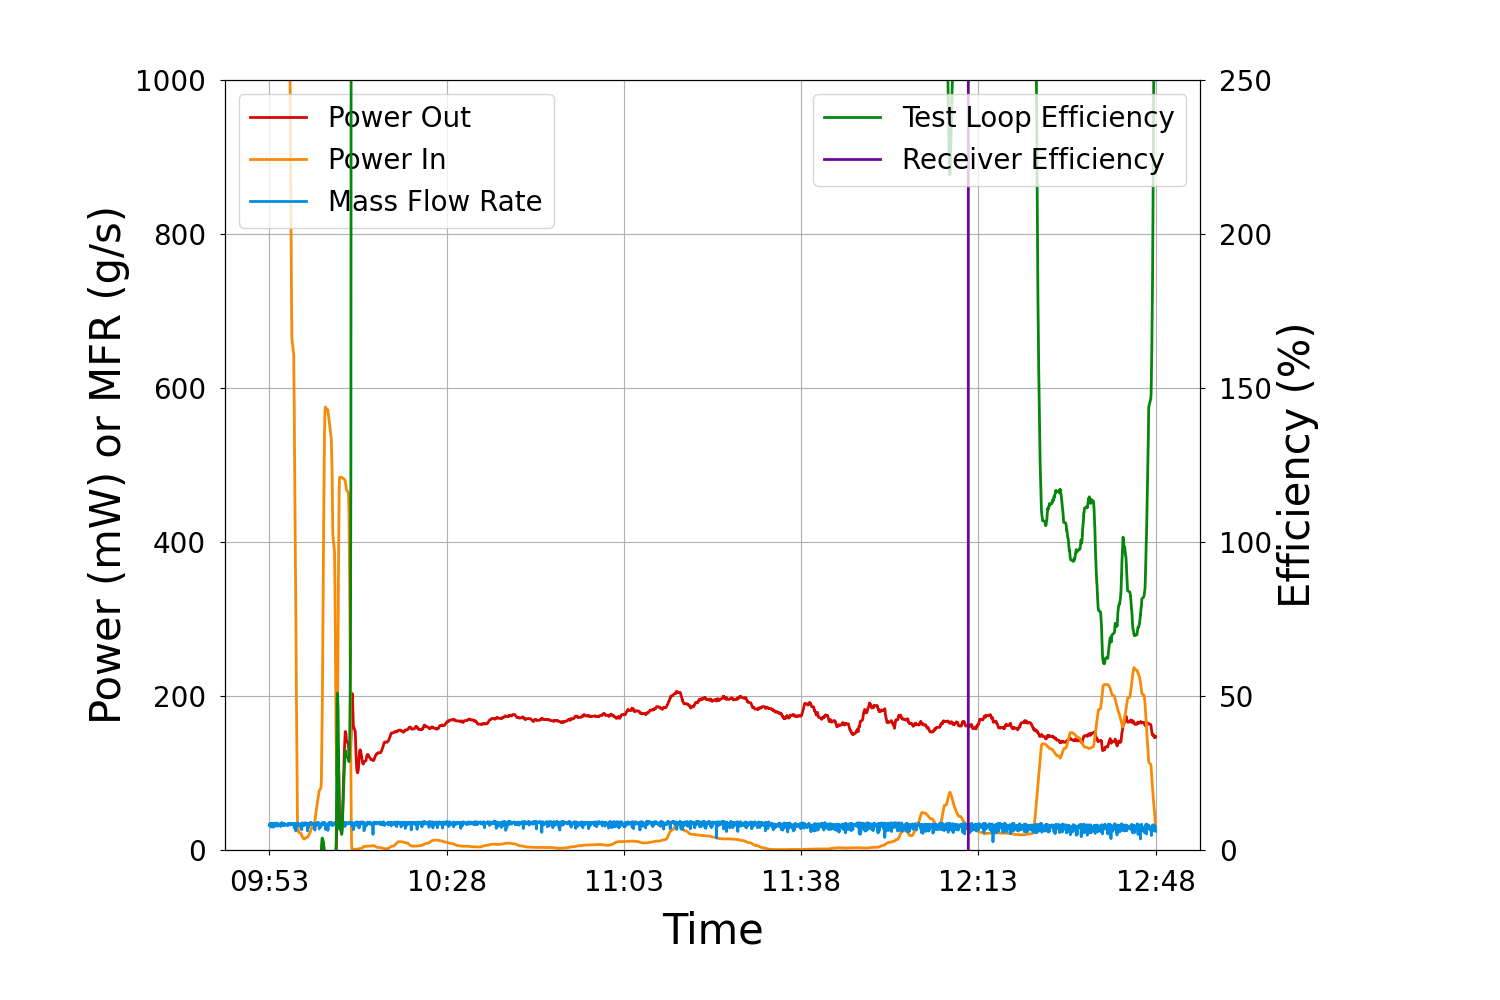 1000
800
600
400
200
0
Power (mW) or MFR (g/s)
Power Out
Power In
Mass Flow Rate
Test Loop Efficiency
Receiver Efficiency
250
200
150
100
50
0
Efficiency (%)
09:53 10:28 11:03 11:38 12:13 12:48
Time